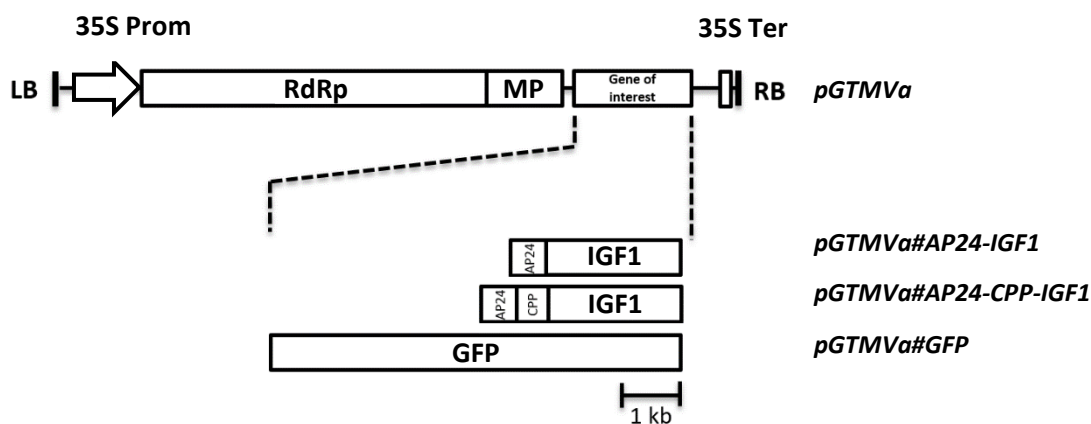 35S Prom 35S Ter
LB RdRp MP Gene of interest RB pGTMVa
AP24 IGF1 pGTMVa#AP24-IGF1
AP24 CPP IGF1 pGTMVa#AP24-CPP-IGF1
GFP pGTMVa#GFP
1 kb